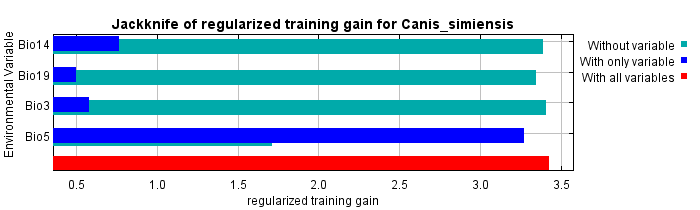 Jackknife of regularized training gain for Canis_simiensis
Environmental Variable
Bio14
Bio19
Bio3
Bio5
Without variable
With only variable
With all variables
0.5 1.0 1.5 2.0 2.5 3.0 3.5
regularized training gain